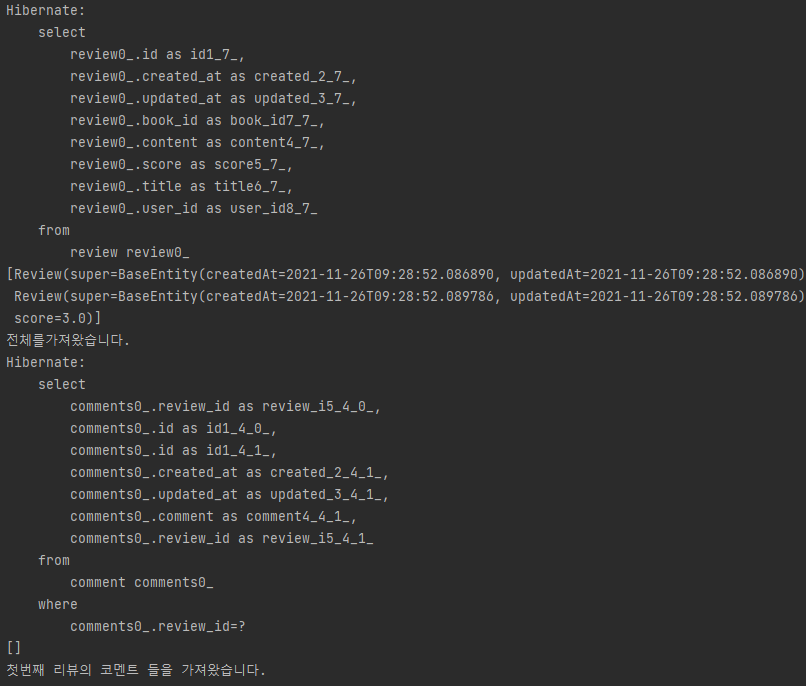 Hibernate:
select
review0_.id as id1_7_,
review0_.created_at as created_2_7_,
review0_.updated_at as updated_3_7_,
review0_.book_id as book_id7_7_,
review0_.content as content4_7_,
review0_.score as score5_7_,
review0_.title as title6_7_,
review0_.user_id as user_id8_7_
from
review review0_
[Review(super=BaseEntity(createdAt=2021-11-26T09:28:52.086890, updatedAt=2021-11-26T09:28:52.086890)
Review(super=BaseEntity(createdAt=2021-11-26T09:28:52.089786, updatedAt=2021-11-26T09:28:52.089786)
score=3.0)]
전체를가져왔습니다.
Hibernate:
select
comments0_.review_id as review_i5_4_0_,
comments0_.id as id1_4_0_,
comments0_.id as id1_4_1_,
comments0_.created_at as created_2_4_1_,
comments0_.updated_at as updated_3_4_1_,
comments0_.comment as comment4_4_1_,
comments0_.review_id as review_i5_4_1_
from
comment comments0_
where
comments0_.review_id=?
[]
첫번째 리뷰의 코멘트 들을 가져왔습니다.